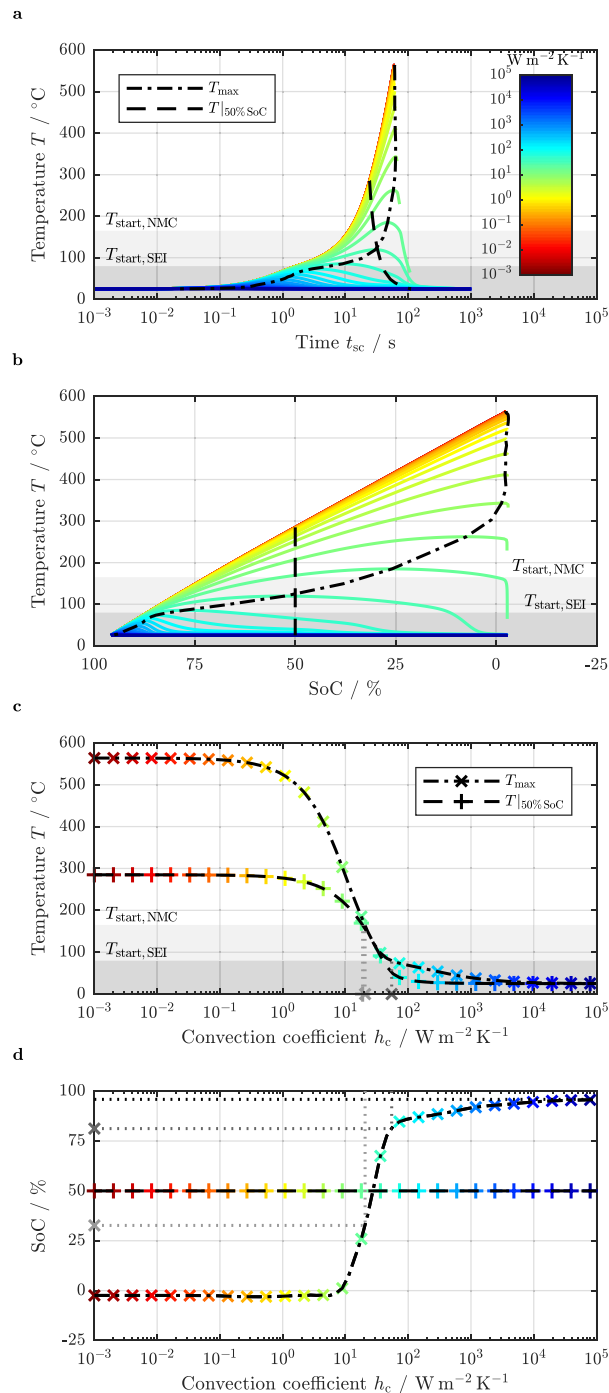 a
W m⁻² K⁻¹
600
500
400
300
200
100
0
Temperature T / °C
T_max
T|50% SoC
10⁵
10⁴
10³
10²
10¹
10⁰
10⁻¹
10⁻²
10⁻³
T_start,NMC
T_start,SEI
10⁻³ 10⁻² 10⁻¹ 10⁰ 10¹ 10² 10³ 10⁴ 10⁵
Time t_sc / s
b
600
500
400
300
200
100
0
Temperature T / °C
T_start,NMC
T_start,SEI
100 75 50 25 0 -25
SoC / %
c
600
500
400
300
200
100
0
Temperature T / °C
T_max
T|50% SoC
T_start,NMC
T_start,SEI
10⁻³ 10⁻² 10⁻¹ 10⁰ 10¹ 10² 10³ 10⁴ 10⁵
Convection coefficient h_c / W m⁻² K⁻¹
d
100
75
50
25
0
-25
SoC / %
10⁻³ 10⁻² 10⁻¹ 10⁰ 10¹ 10² 10³ 10⁴ 10⁵
Convection coefficient h_c / W m⁻² K⁻¹